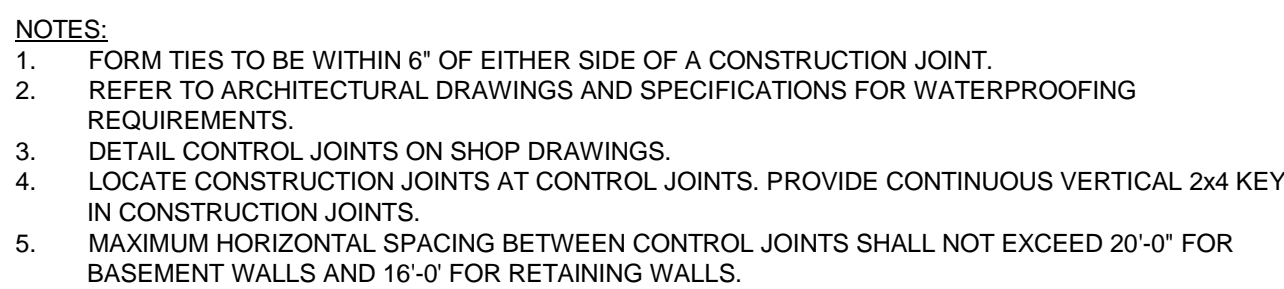 NOTES:
1. FORM TIES TO BE WITHIN 6" OF EITHER SIDE OF A CONSTRUCTION JOINT.
2. REFER TO ARCHITECTURAL DRAWINGS AND SPECIFICATIONS FOR WATERPROOFING
REQUIREMENTS.
3. DETAIL CONTROL JOINTS ON SHOP DRAWINGS.
4. LOCATE CONSTRUCTION JOINTS AT CONTROL JOINTS. PROVIDE CONTINUOUS VERTICAL 2x4 KEY
IN CONSTRUCTION JOINTS.
5. MAXIMUM HORIZONTAL SPACING BETWEEN CONTROL JOINTS SHALL NOT EXCEED 20'-0" FOR
BASEMENT WALLS AND 16'-0' FOR RETAINING WALLS.